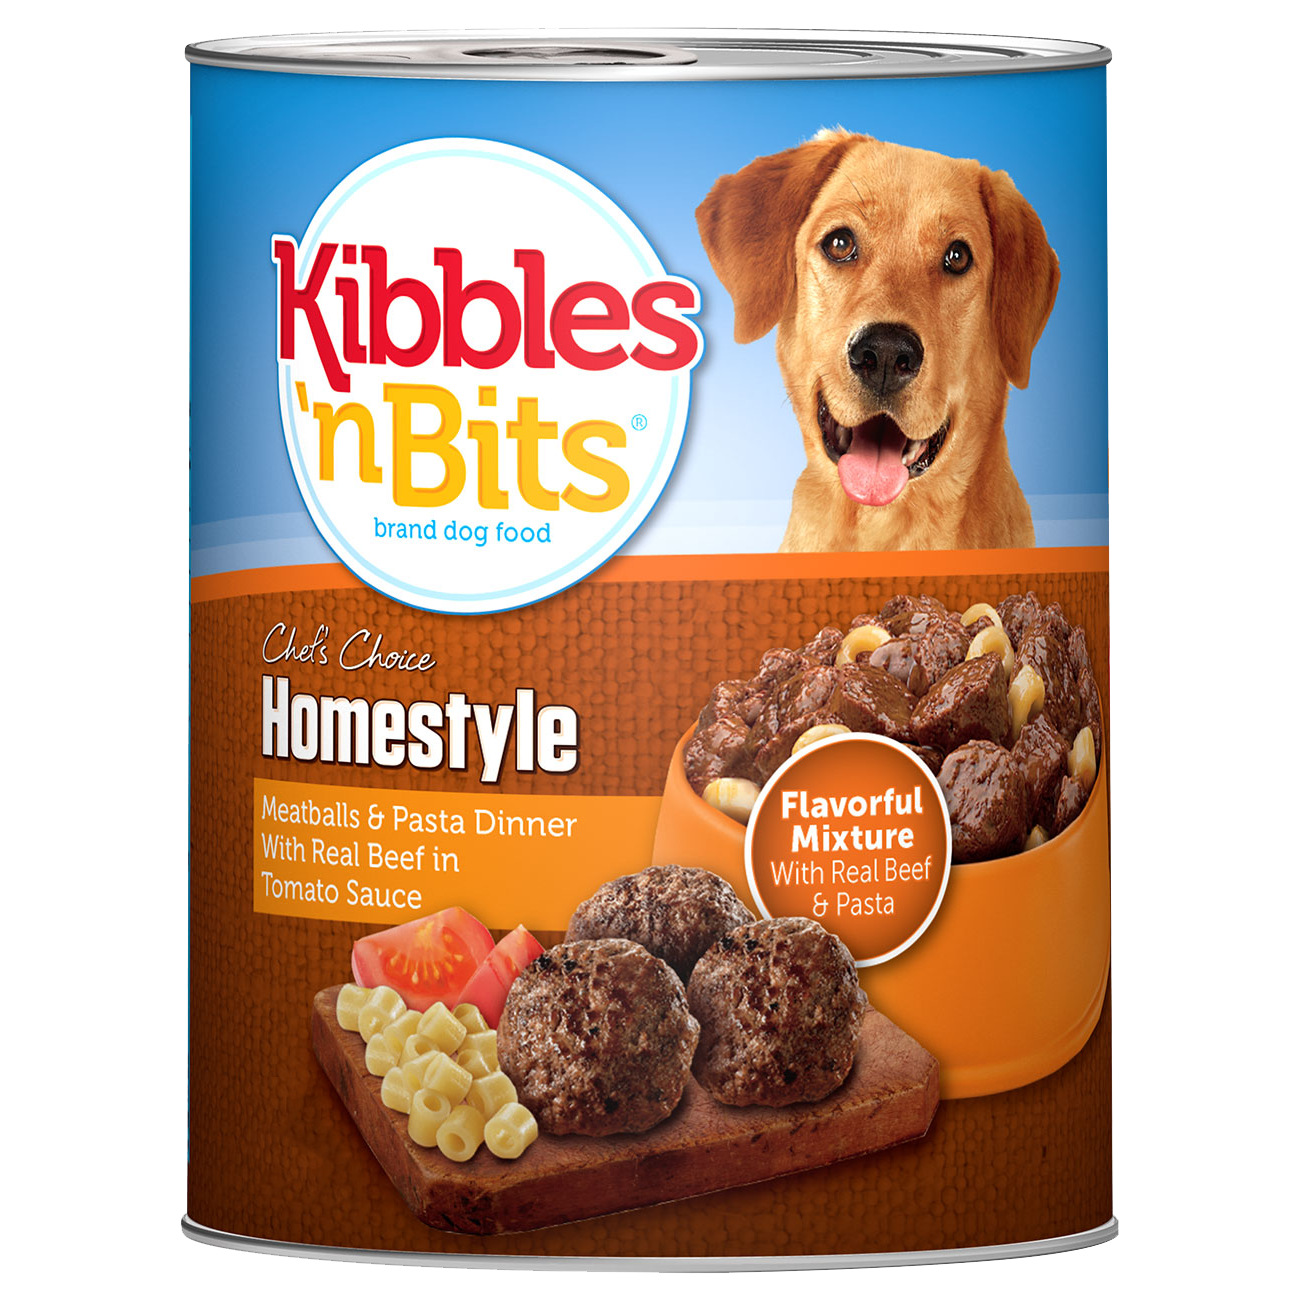 Kibbles
'n Bits®
brand dog food
Chef's Choice
Homestyle
Meatballs & Pasta Dinner
With Real Beef in
Tomato Sauce
Flavorful
Mixture
With Real Beef
& Pasta